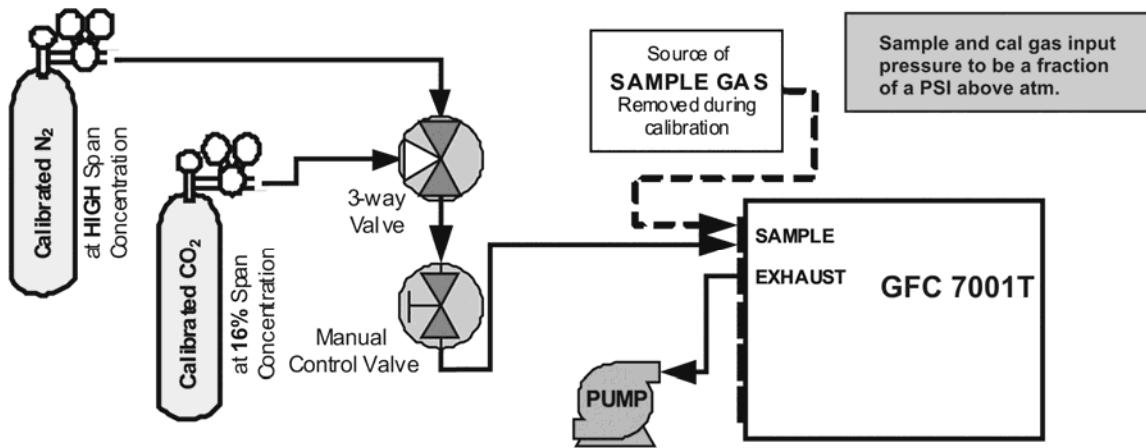 Calibrated N₂
at HIGH Span
Concentration
Calibrated CO₂
at 16% Span
Concentration
3-way
Valve
Manual
Control Valve
Source of
SAMPLE GAS
Removed during
calibration
Sample and cal gas input
pressure to be a fraction
of a PSI above atm.
SAMPLE
EXHAUST
GFC 7001T
PUMP